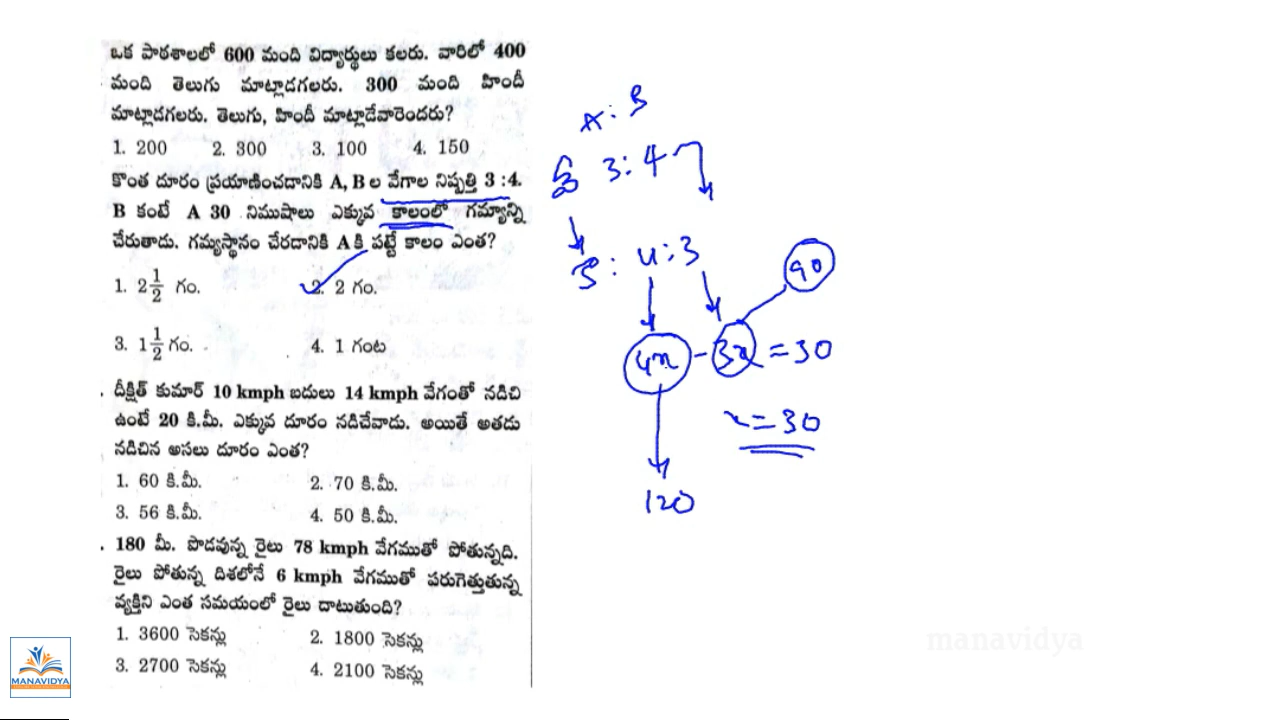 ఒక పాఠశాలలో 600 మంది విద్యార్థులు కలరు. వారిలో 400
మంది తెలుగు మాట్లాడగలరు. 300 మంది హిందీ
మాట్లాడగలరు. తెలుగు, హిందీ మాట్లాడేవారెందరు?
1. 200 2. 300 3. 100 4. 150
కొంత దూరం ప్రయాణించడానికి A, B ల వేగాల నిష్పత్తి 3 : 4.
B కంటే A 30 నిముషాలు ఎక్కువ కాలంలో గమ్యాన్ని
చేరుతాడు. గమ్యస్థానం చేరడానికి A కి పట్టే కాలం ఎంత?
1. 2 1/2 గం. 2. 2 గం.
3. 1 1/2 గం. 4. 1 గంట
. దీక్షిత్ కుమార్ 10 kmph బదులు 14 kmph వేగంతో నడిచి
ఉంటే 20 కి.మీ. ఎక్కువ దూరం నడిచేవాడు. అయితే అతడు
నడిచిన అసలు దూరం ఎంత?
1. 60 కి.మీ. 2. 70 కి.మీ.
3. 56 కి.మీ. 4. 50 కి.మీ.
. 180 మీ. పొడవున్న రైలు 78 kmph వేగముతో పోతున్నది.
రైలు పోతున్న దిశలోనే 6 kmph వేగముతో పరుగెత్తుతున్న
వ్యక్తిని ఎంత సమయంలో రైలు దాటుతుంది?
1. 3600 సెకన్లు 2. 1800 సెకన్లు
3. 2700 సెకన్లు 4. 2100 సెకన్లు
A : B
3 : 4
: 4 : 3
90
4x - 3x = 30
x = 30
120
MANAVIDYA
manavidya